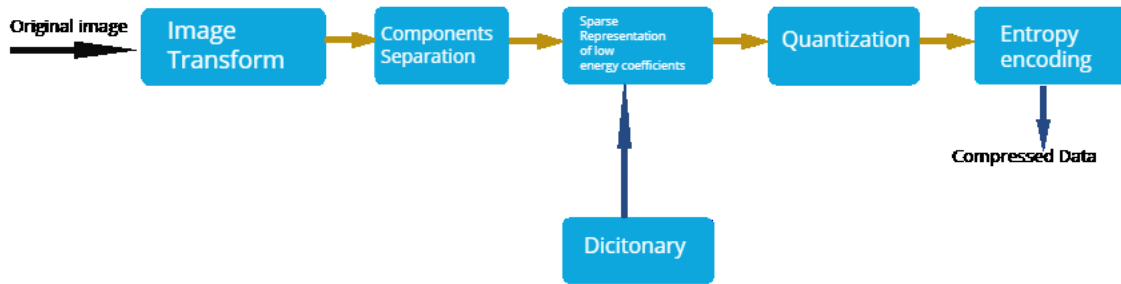 Original image
Image
Transform
Components
Separation
Sparse
Representation
of low
energy coefficients
Quantization
Entropy
encoding
Compressed Data
Dicitonary